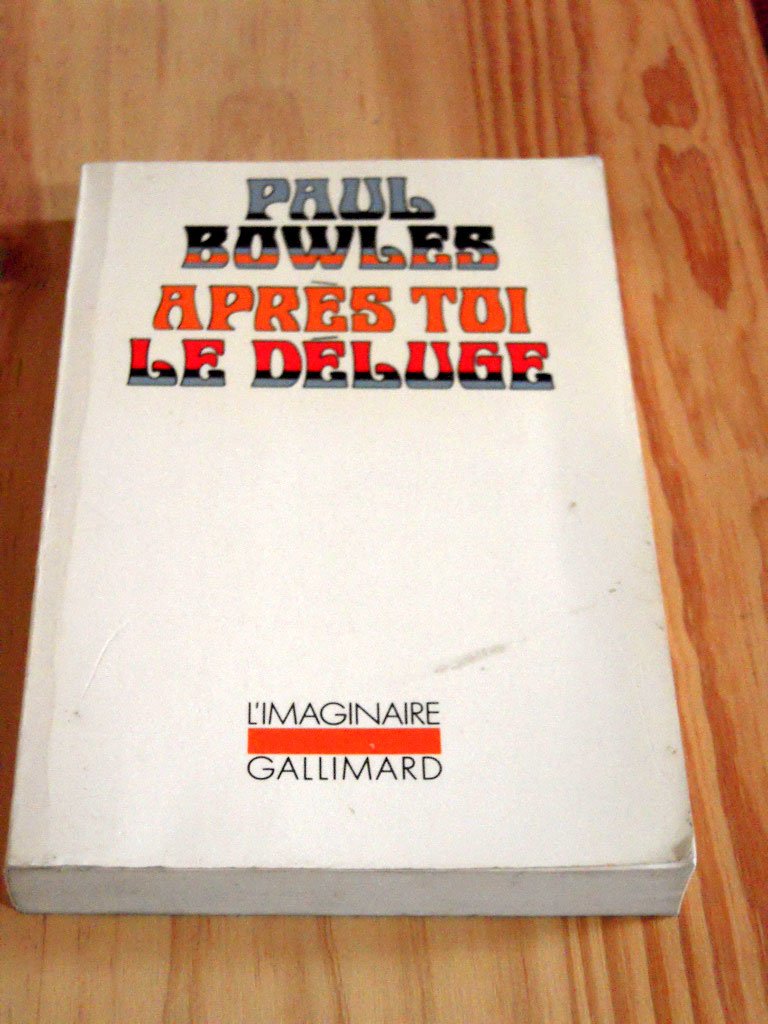 PAUL
BOWLES
APRÈS TOI
LE DÉLUGE
L'IMAGINAIRE
GALLIMARD